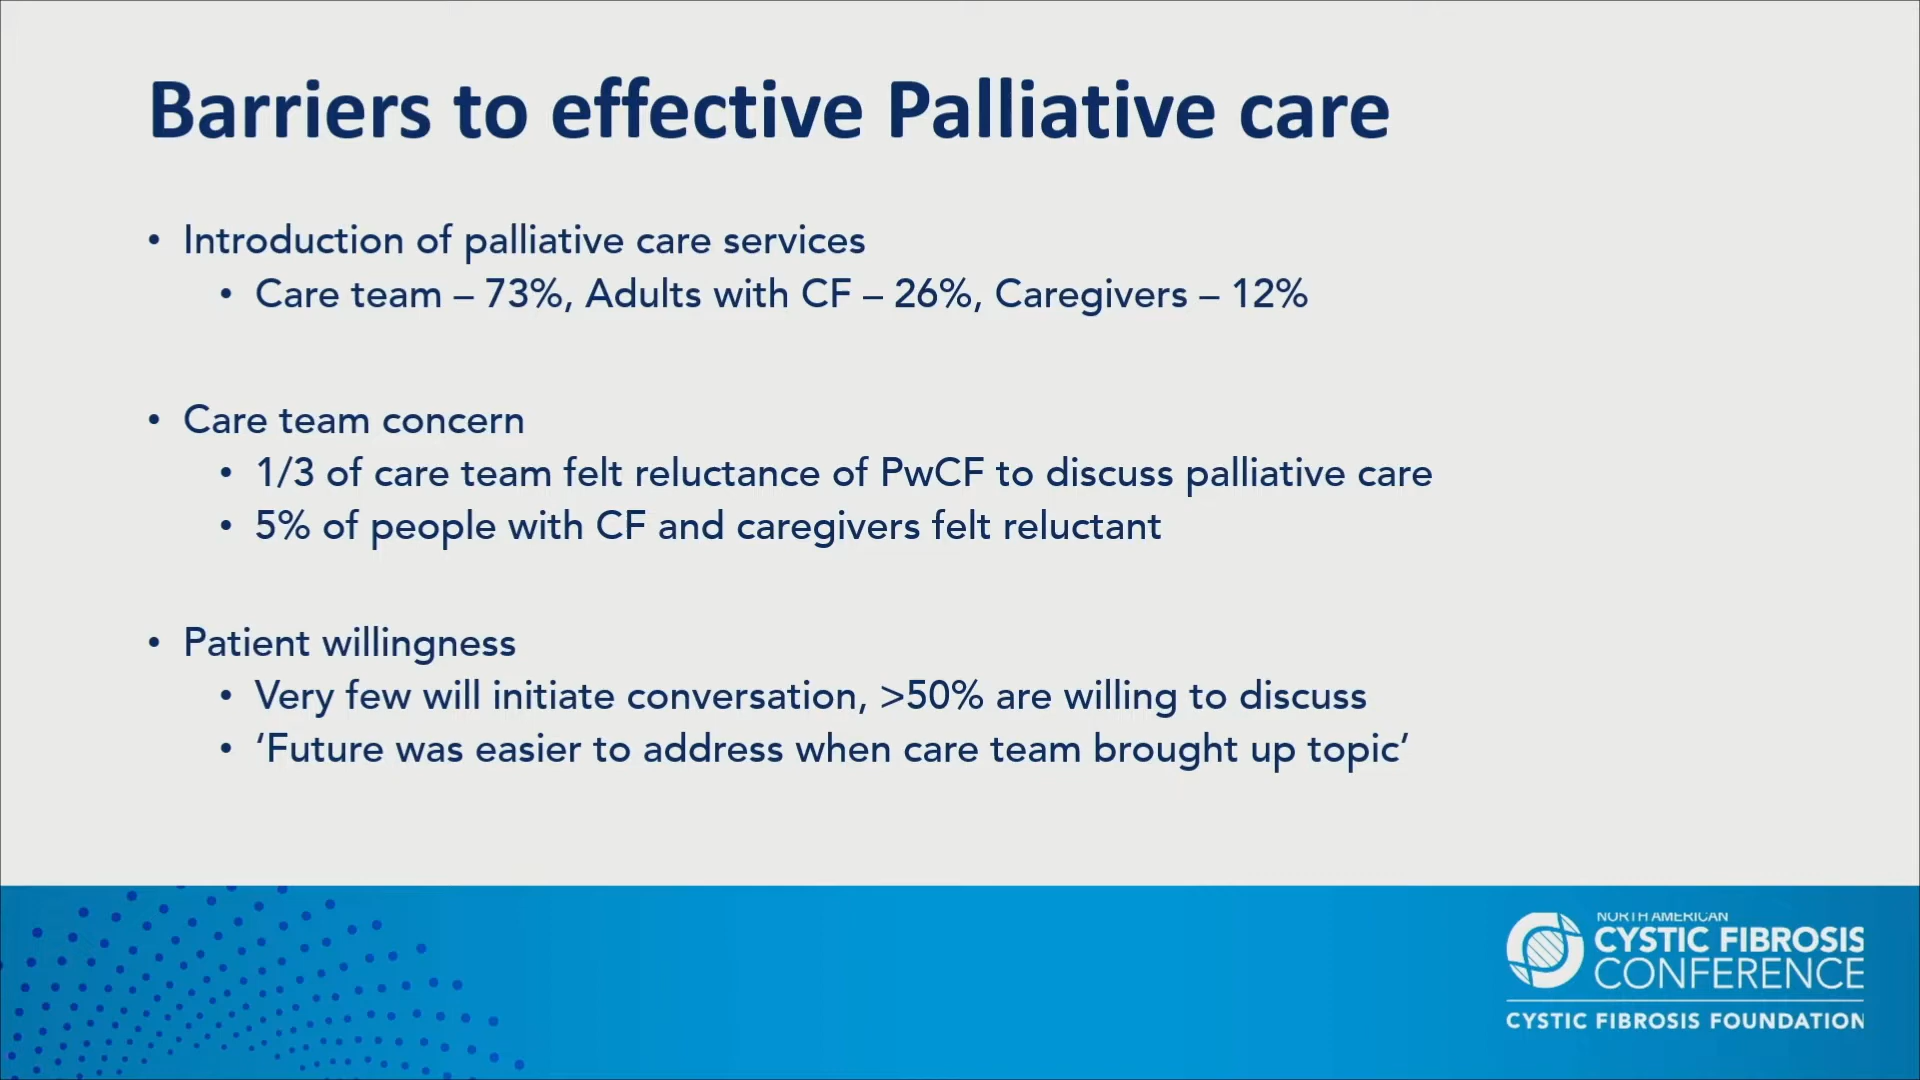 Barriers to effective Palliative care
• Introduction of palliative care services
• Care team – 73%, Adults with CF – 26%, Caregivers – 12%
• Care team concern
• 1/3 of care team felt reluctance of PwCF to discuss palliative care
• 5% of people with CF and caregivers felt reluctant
• Patient willingness
• Very few will initiate conversation, >50% are willing to discuss
• ‘Future was easier to address when care team brought up topic’
NORTH AMERICAN
CYSTIC FIBROSIS
CONFERENCE
CYSTIC FIBROSIS FOUNDATION